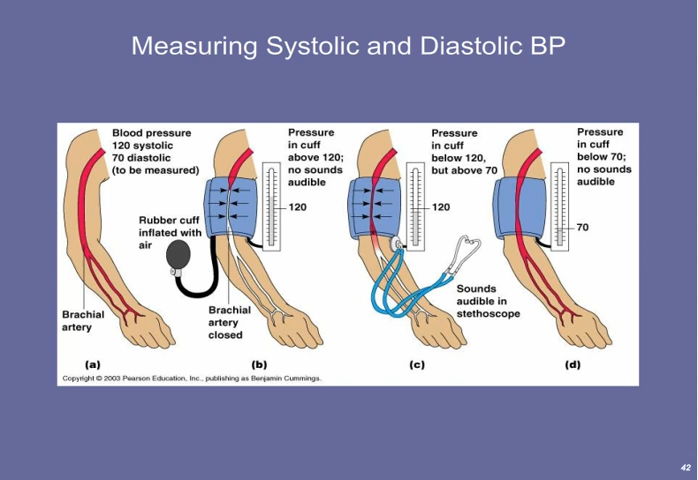 Measuring Systolic and Diastolic BP
Blood pressure
120 systolic
70 diastolic
(to be measured)
Brachial
artery
(a)
Pressure
in cuff
above 120;
no sounds
audible
120
Rubber cuff
inflated with
air
Brachial
artery
closed
(b)
Pressure
in cuff
below 120,
but above 70
120
Sounds
audible in
stethoscope
(c)
Pressure
in cuff
below 70;
no sounds
audible
70
(d)
Copyright © 2003 Pearson Education, Inc., publishing as Benjamin Cummings.
42